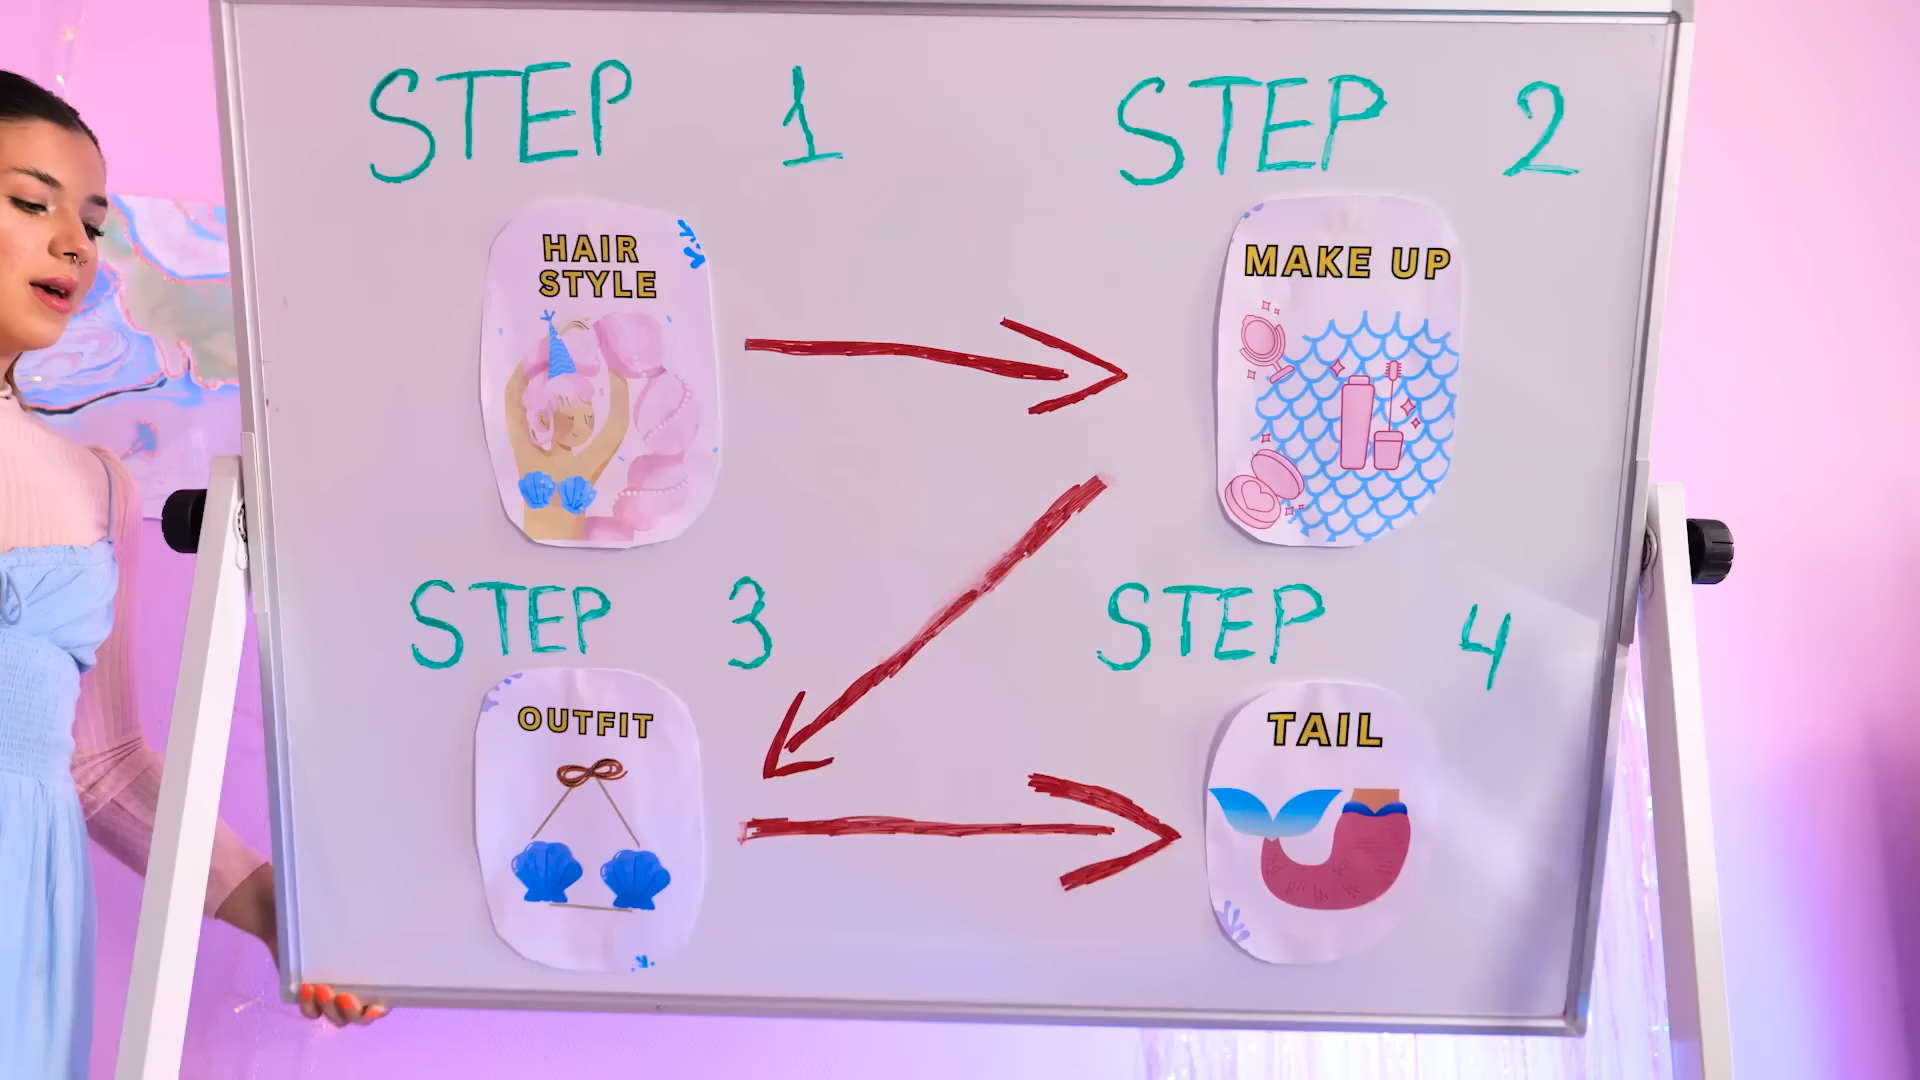 STEP 1
STEP 2
HAIR
STYLE
MAKE UP
STEP 3
STEP 4
OUTFIT
TAIL